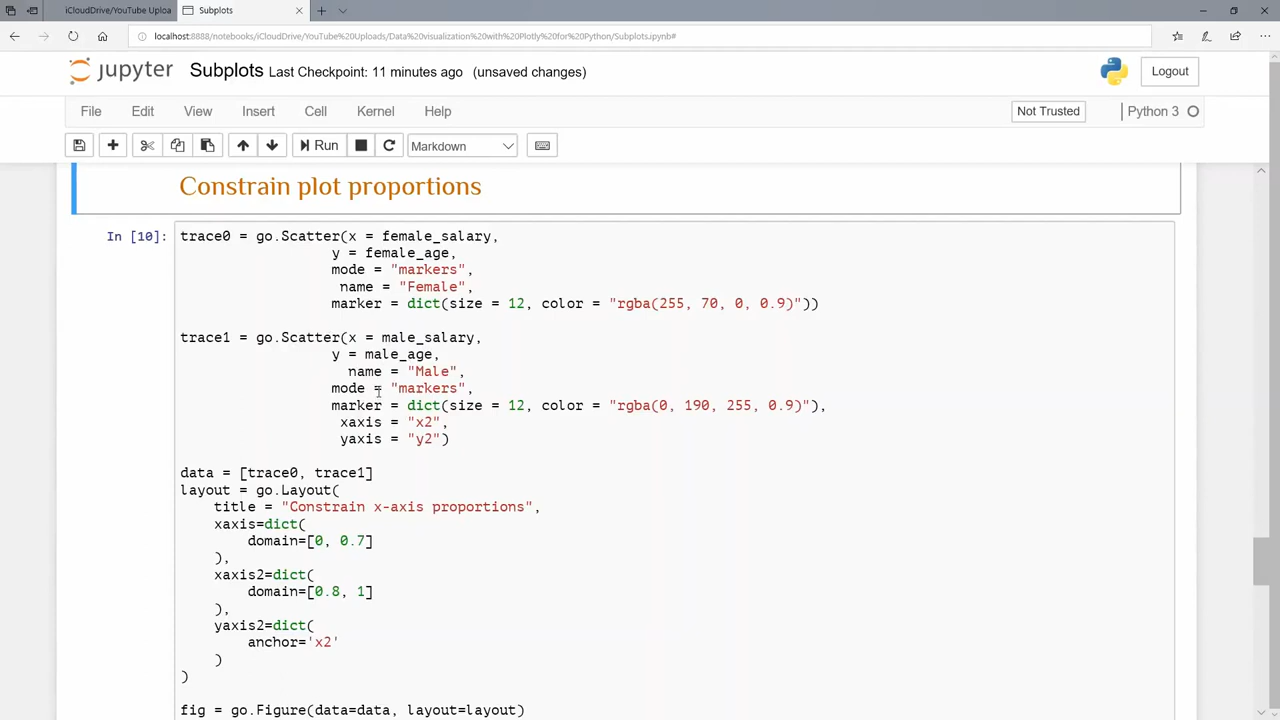 iCloudDrive/YouTube Uploa
Subplots
localhost:8888/notebooks/iCloudDrive/YouTube%20Uploads/Data%20visualization%20with%20Plotly%20for%20Python/Subplots.ipynb#
jupyter Subplots Last Checkpoint: 11 minutes ago (unsaved changes)
Logout
File Edit View Insert Cell Kernel Help
Not Trusted
Python 3
Run
Markdown
Constrain plot proportions
In [10]:
trace0 = go.Scatter(x = female_salary,
y = female_age,
mode = "markers",
name = "Female",
marker = dict(size = 12, color = "rgba(255, 70, 0, 0.9)"))
trace1 = go.Scatter(x = male_salary,
y = male_age,
name = "Male",
mode = "markers",
marker = dict(size = 12, color = "rgba(0, 190, 255, 0.9)"),
xaxis = "x2",
yaxis = "y2")
data = [trace0, trace1]
layout = go.Layout(
title = "Constrain x-axis proportions",
xaxis=dict(
domain=[0, 0.7]
),
xaxis2=dict(
domain=[0.8, 1]
),
yaxis2=dict(
anchor='x2'
)
)
fig = go.Figure(data=data, layout=layout)